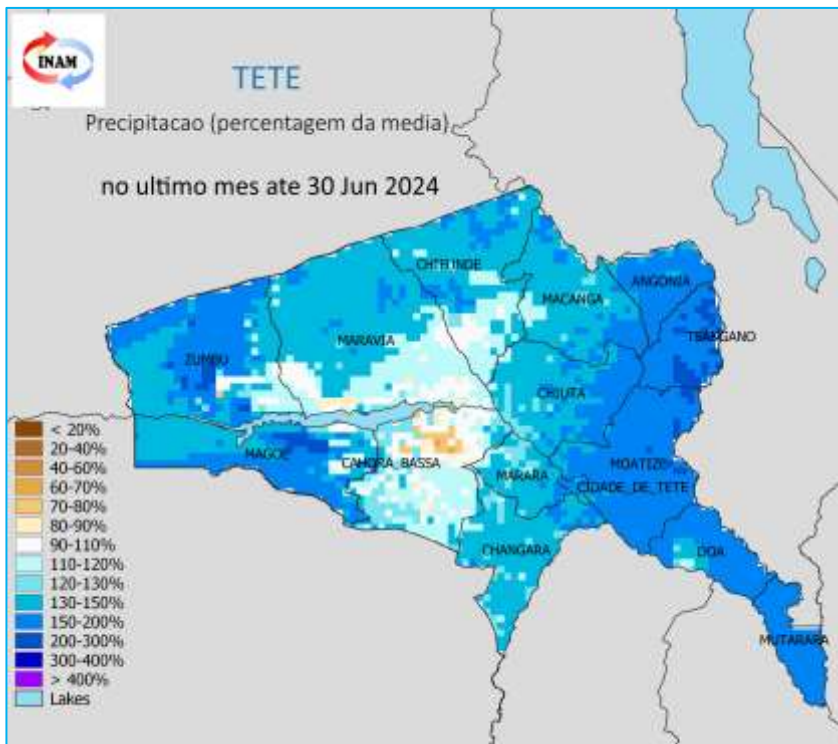 INAM
TETE
Precipitacao (percentagem da media)
no ultimo mes ate 30 Jun 2024
CHIFUNDE
ANGONIA
MACANGA
TSANGANO
MARAVIA
ZUMBU
CHIUTA
MAGOE
CAHORA_BASSA
MARARA
MOATIZE
CIDADE_DE_TETE
CHANGARA
DOA
MUTARARA
< 20%
20-40%
40-60%
60-70%
70-80%
80-90%
90-110%
110-120%
120-130%
130-150%
150-200%
200-300%
300-400%
> 400%
Lakes